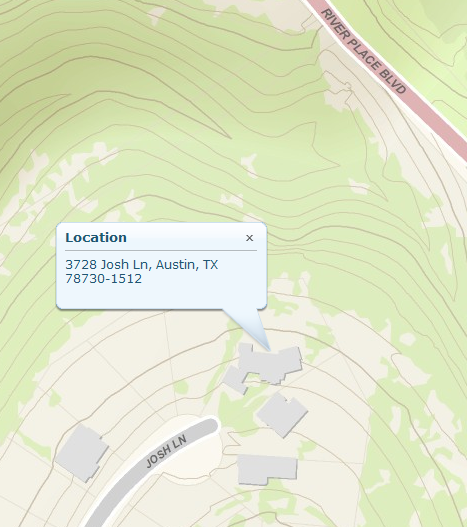 RIVER PLACE BLVD
Location ×
3728 Josh Ln, Austin, TX
78730-1512
JOSH LN